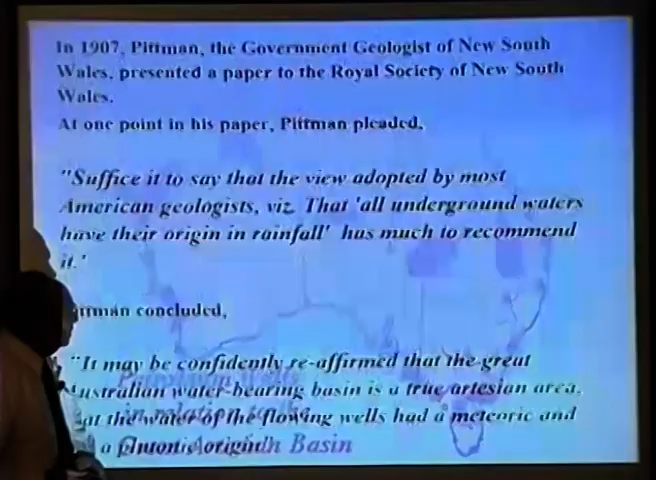 In 1907, Pittman, the Government Geologist of New South
Wales, presented a paper to the Royal Society of New South
Wales.
At one point in his paper, Pittman pleaded,
"Suffice it to say that the view adopted by most
American geologists, viz. That 'all underground waters
have their origin in rainfall' has much to recommend
it.'
concluded,
"It may be confidently re-affirmed that the great
water-bearing basin is a true artesian area,
the water of the flowing wells had a meteoric and
a plutonic origin
in relation
Basin